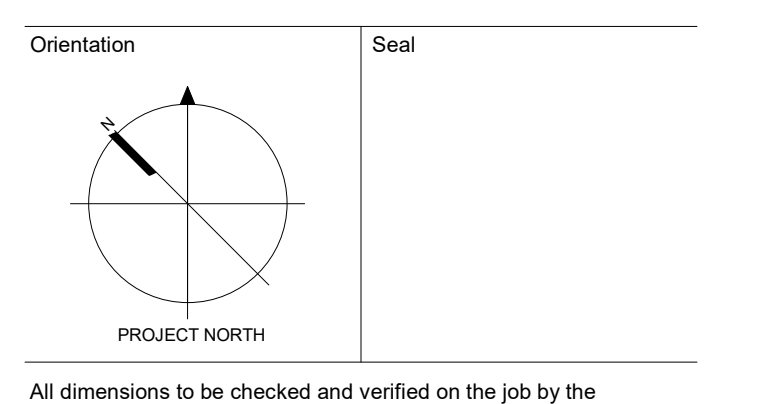 Orientation
Seal
N
PROJECT NORTH
All dimensions to be checked and verified on the job by the